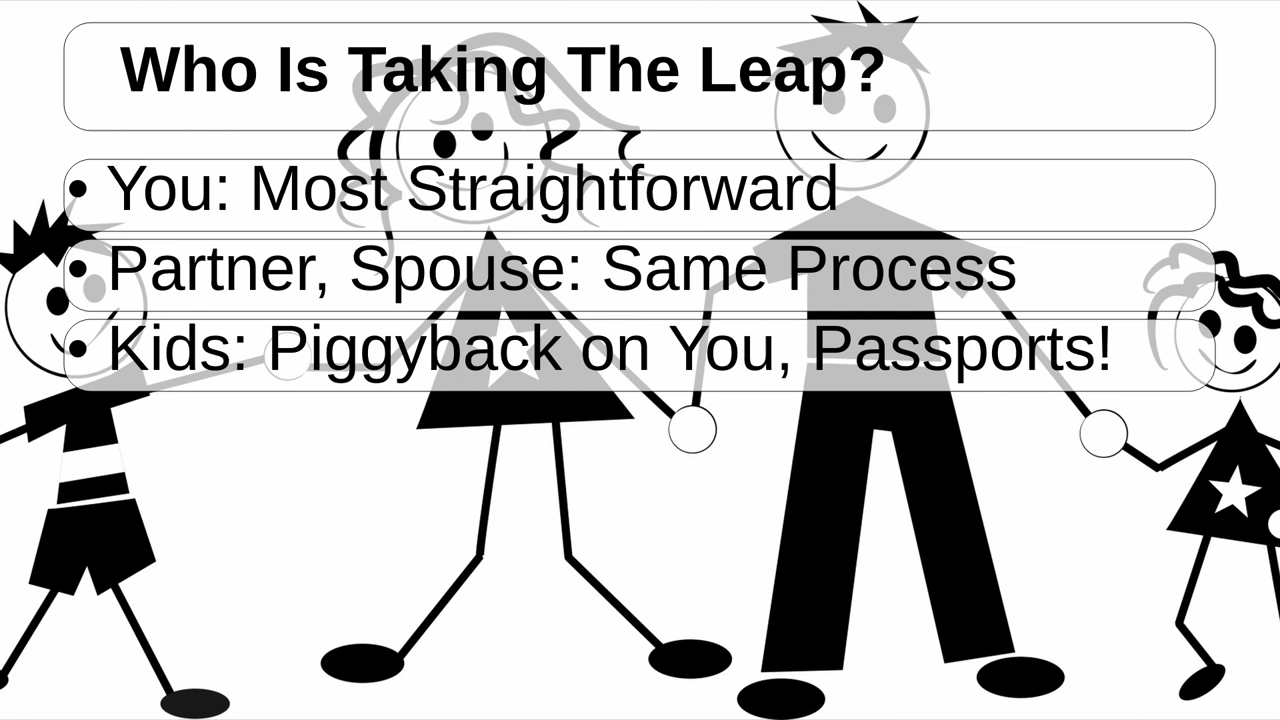 Who Is Taking The Leap?
• You: Most Straightforward
• Partner, Spouse: Same Process
• Kids: Piggyback on You, Passports!